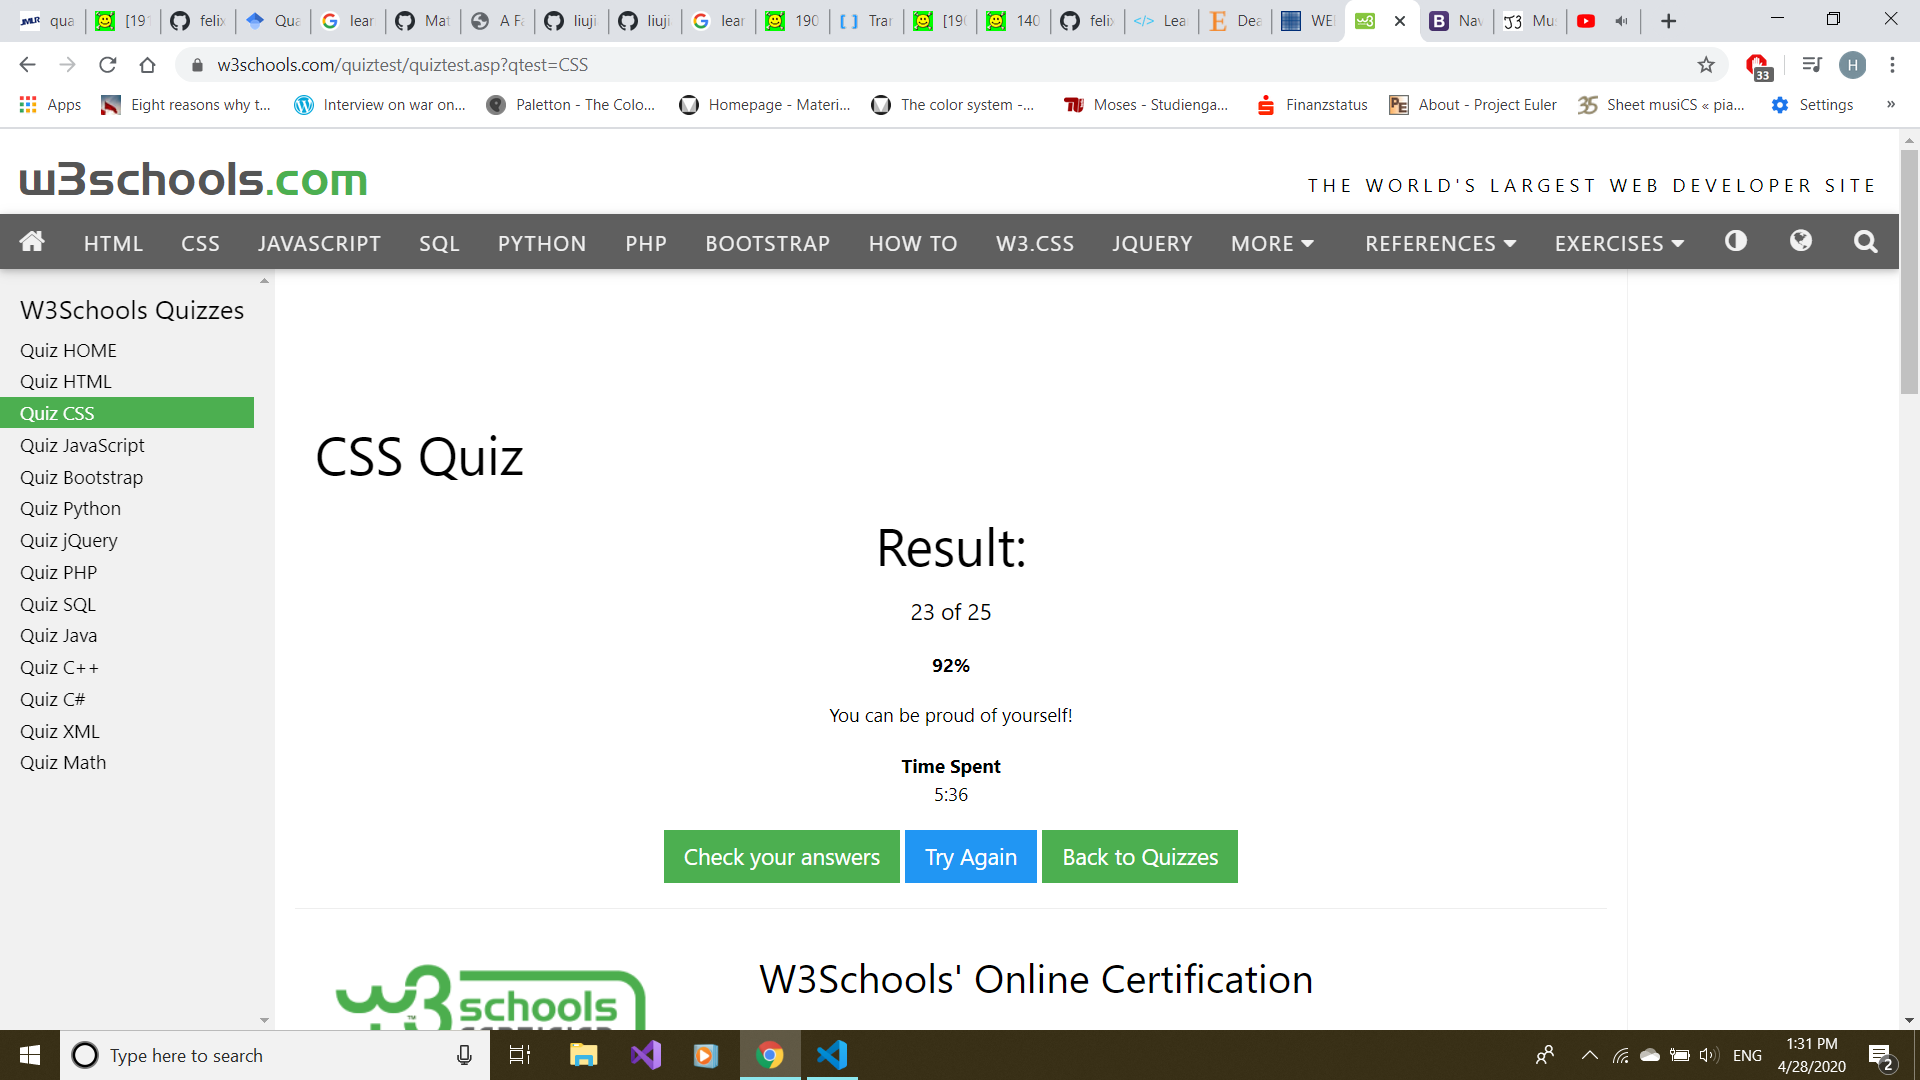 qua
[191
felix
Qua
lear
Mat
A Fa
liuji
liuji
lear
190
Trar
[190
140
felix
Lea
Dea
WEI
Nav
Mu
w3schools.com/quiztest/quiztest.asp?qtest=CSS
33
H
Apps
Eight reasons why t...
Interview on war on...
Paletton - The Colo...
Homepage - Materi...
The color system -...
Moses - Studienga...
Finanzstatus
About - Project Euler
Sheet musiCS « pia...
Settings
»
w3schools.com
THE WORLD'S LARGEST WEB DEVELOPER SITE
HTML CSS JAVASCRIPT SQL PYTHON PHP BOOTSTRAP HOW TO W3.CSS JQUERY MORE REFERENCES EXERCISES
W3Schools Quizzes
Quiz HOME
Quiz HTML
Quiz CSS
Quiz JavaScript
Quiz Bootstrap
Quiz Python
Quiz jQuery
Quiz PHP
Quiz SQL
Quiz Java
Quiz C++
Quiz C#
Quiz XML
Quiz Math
CSS Quiz
Result:
23 of 25
92%
You can be proud of yourself!
Time Spent
5:36
Check your answers
Try Again
Back to Quizzes
w3schools
W3Schools' Online Certification
Type here to search
ENG
1:31 PM
4/28/2020
2